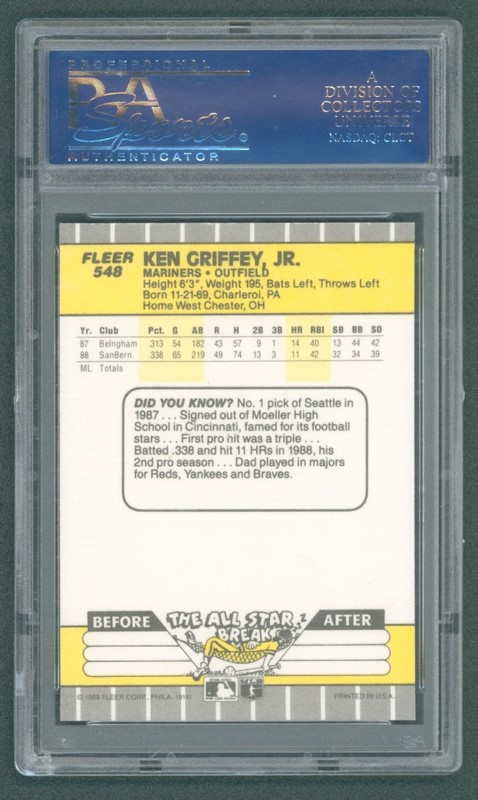 PROFESSIONAL
PSA
Sports®
AUTHENTICATOR
A
DIVISION OF
COLLECTORS
UNIVERSE
NASDAQ: CLCT
FLEER
548
KEN GRIFFEY, JR.
MARINERS • OUTFIELD
Height 6'3", Weight 195, Bats Left, Throws Left
Born 11-21-69, Charleroi, PA
Home West Chester, OH
Yr. Club Pct. G AB R H 2B 3B HR RBI SB BB SO
87 Belngham .313 54 182 43 57 9 1 14 40 13 44 42
88 SanBern. .338 65 219 49 74 13 3 11 42 32 34 39
ML Totals
DID YOU KNOW? No. 1 pick of Seattle in
1987 . . . Signed out of Moeller High
School in Cincinnati, famed for its football
stars . . . First pro hit was a triple . . .
Batted .338 and hit 11 HRs in 1988, his
2nd pro season . . . Dad played in majors
for Reds, Yankees and Braves.
BEFORE THE ALL STAR BREAK AFTER
© 1989 FLEER CORP., PHILA. 19141
PRINTED IN U.S.A.